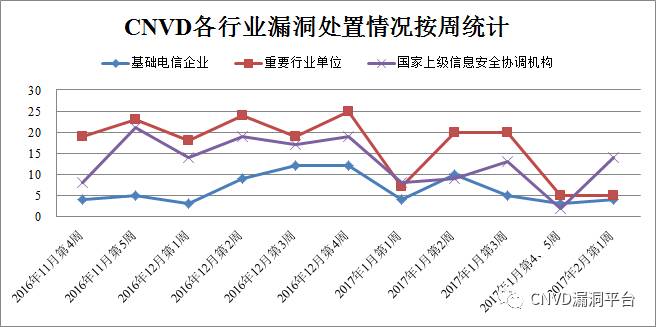 CNVD各行业漏洞处置情况按周统计
基础电信企业 重要行业单位 国家上级信息安全协调机构
30
25
20
15
10
5
0
2016年11月第4周
2016年11月第5周
2016年12月第1周
2016年12月第2周
2016年12月第3周
2016年12月第4周
2017年1月第1周
2017年1月第2周
2017年1月第3周
2017年1月第4、5周
2017年2月第1周
CNVD漏洞平台